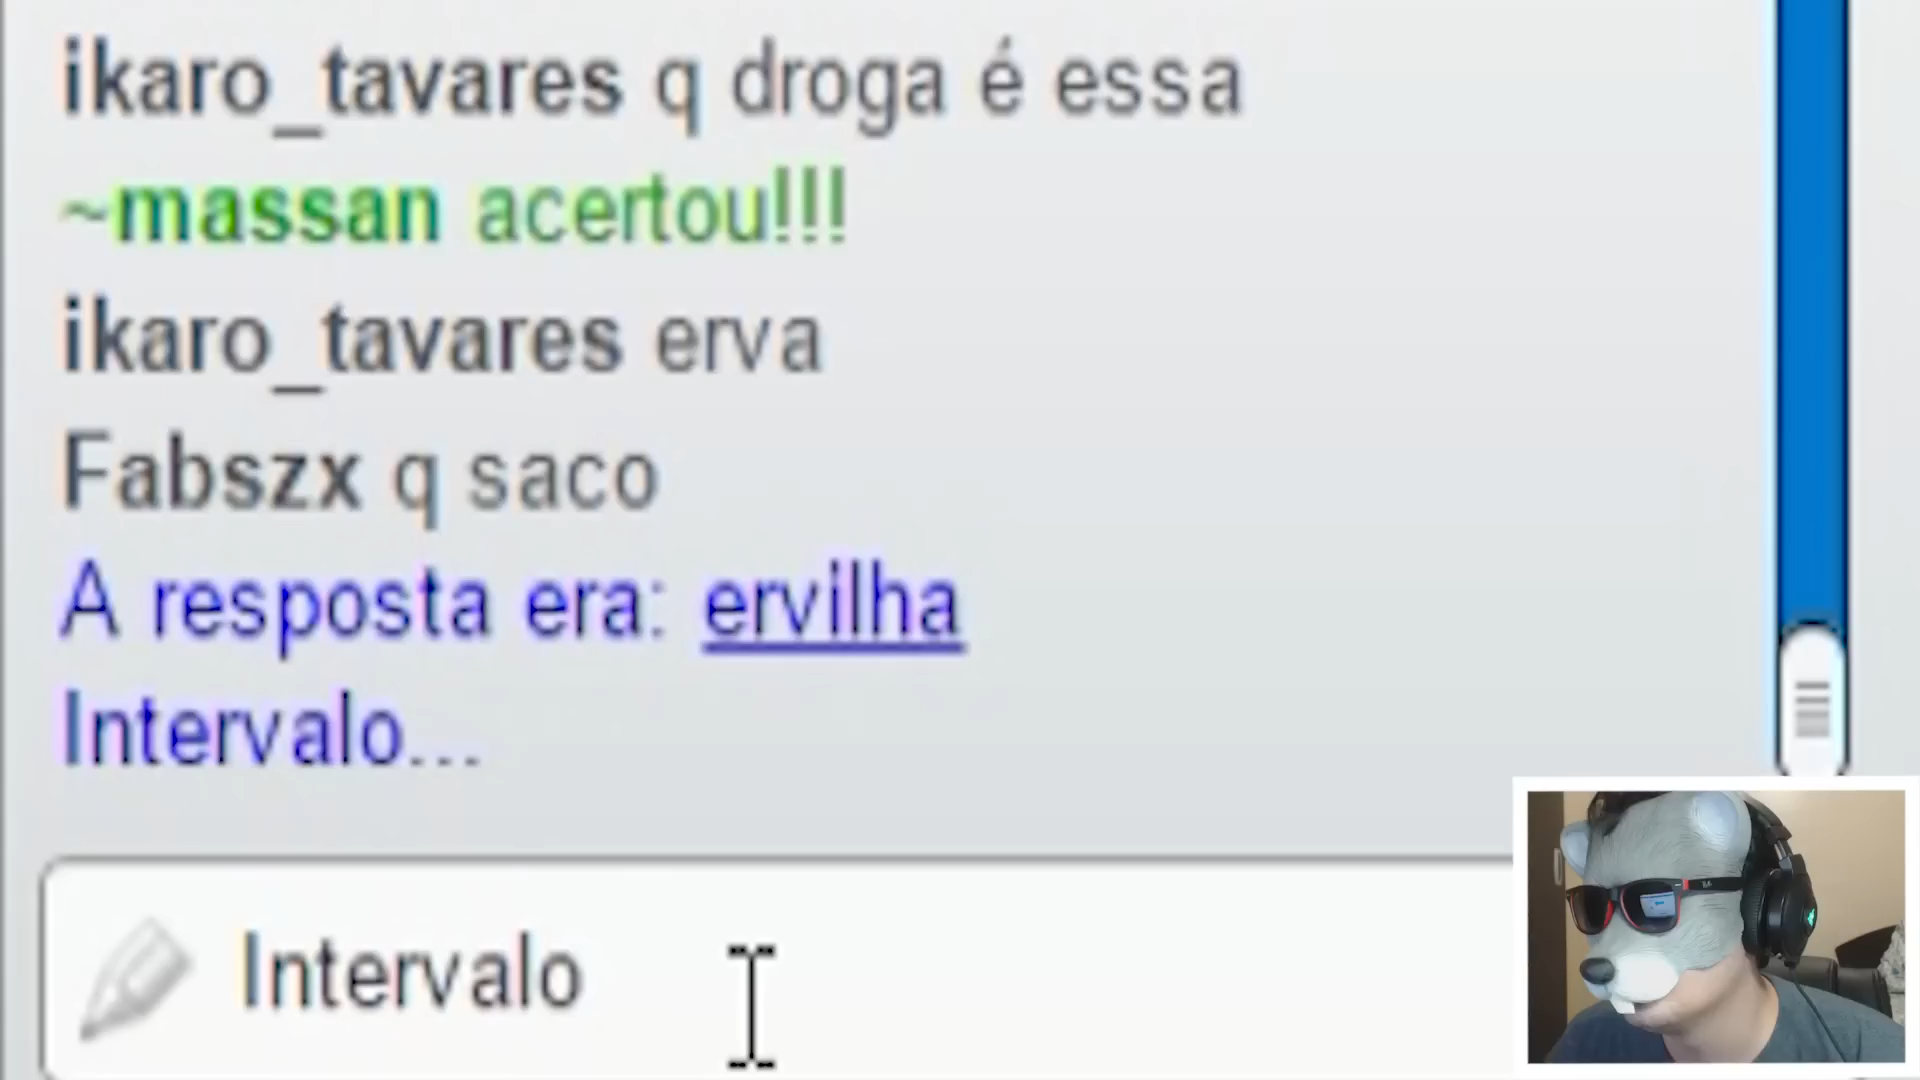 ikaro_tavares q droga é essa
~massan acertou!!!
ikaro_tavares erva
Fabszx q saco
A resposta era: ervilha
Intervalo...
Intervalo